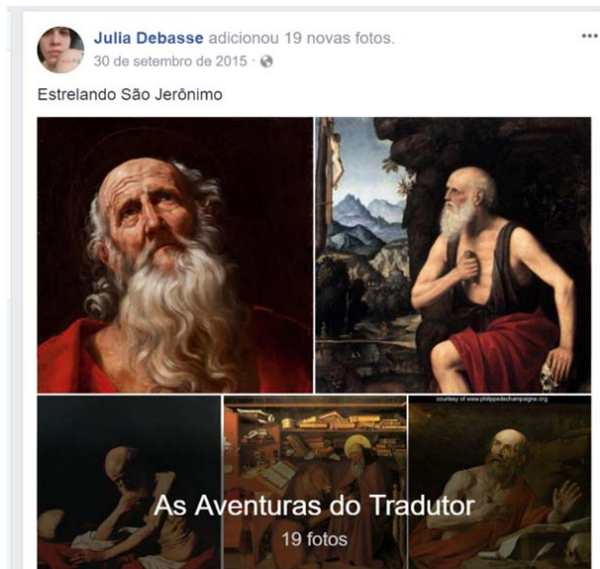 Julia Debasse adicionou 19 novas fotos.
30 de setembro de 2015 ·
Estrelando São Jerônimo
courtesy of www.philippedechampaigne.org
As Aventuras do Tradutor
19 fotos